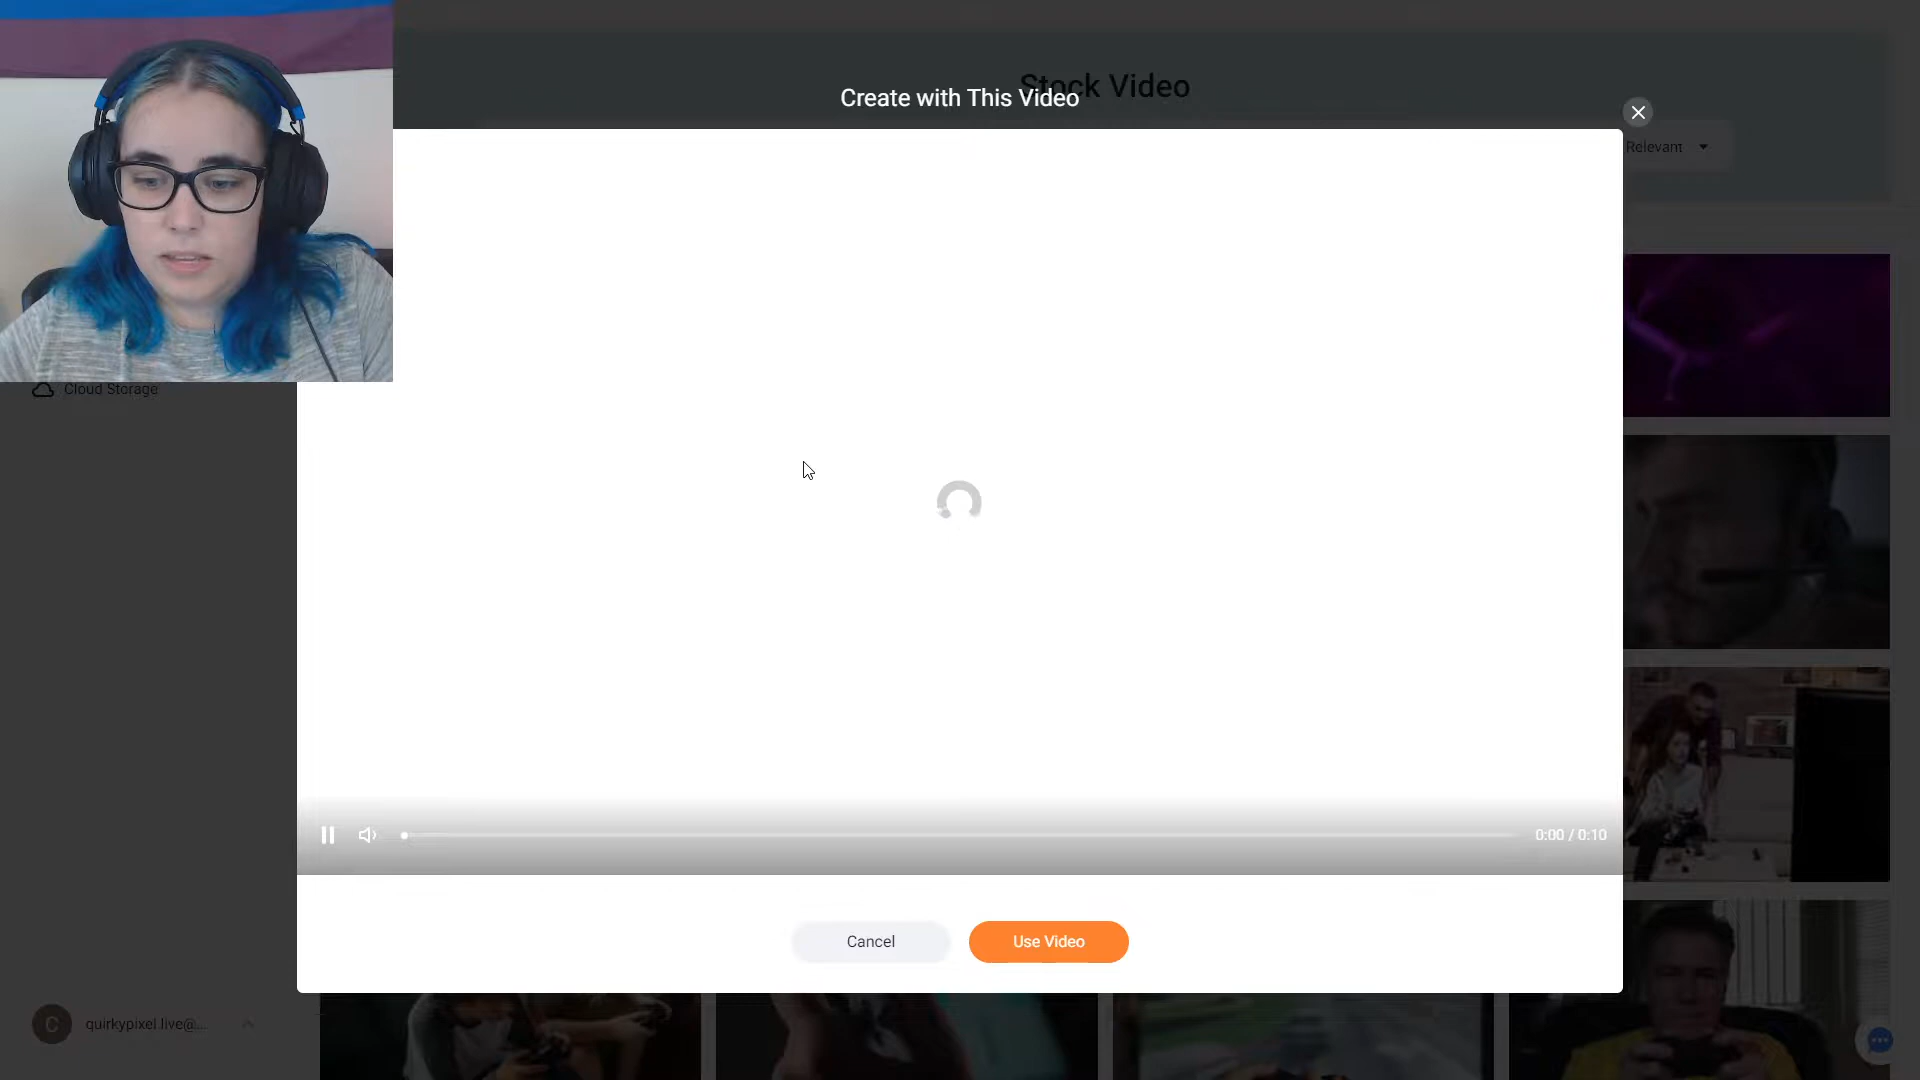 Stock Video
Create with This Video
Relevant
Cloud Storage
0:00 / 0:10
Cancel
Use Video
C
quirkypixel.live@...